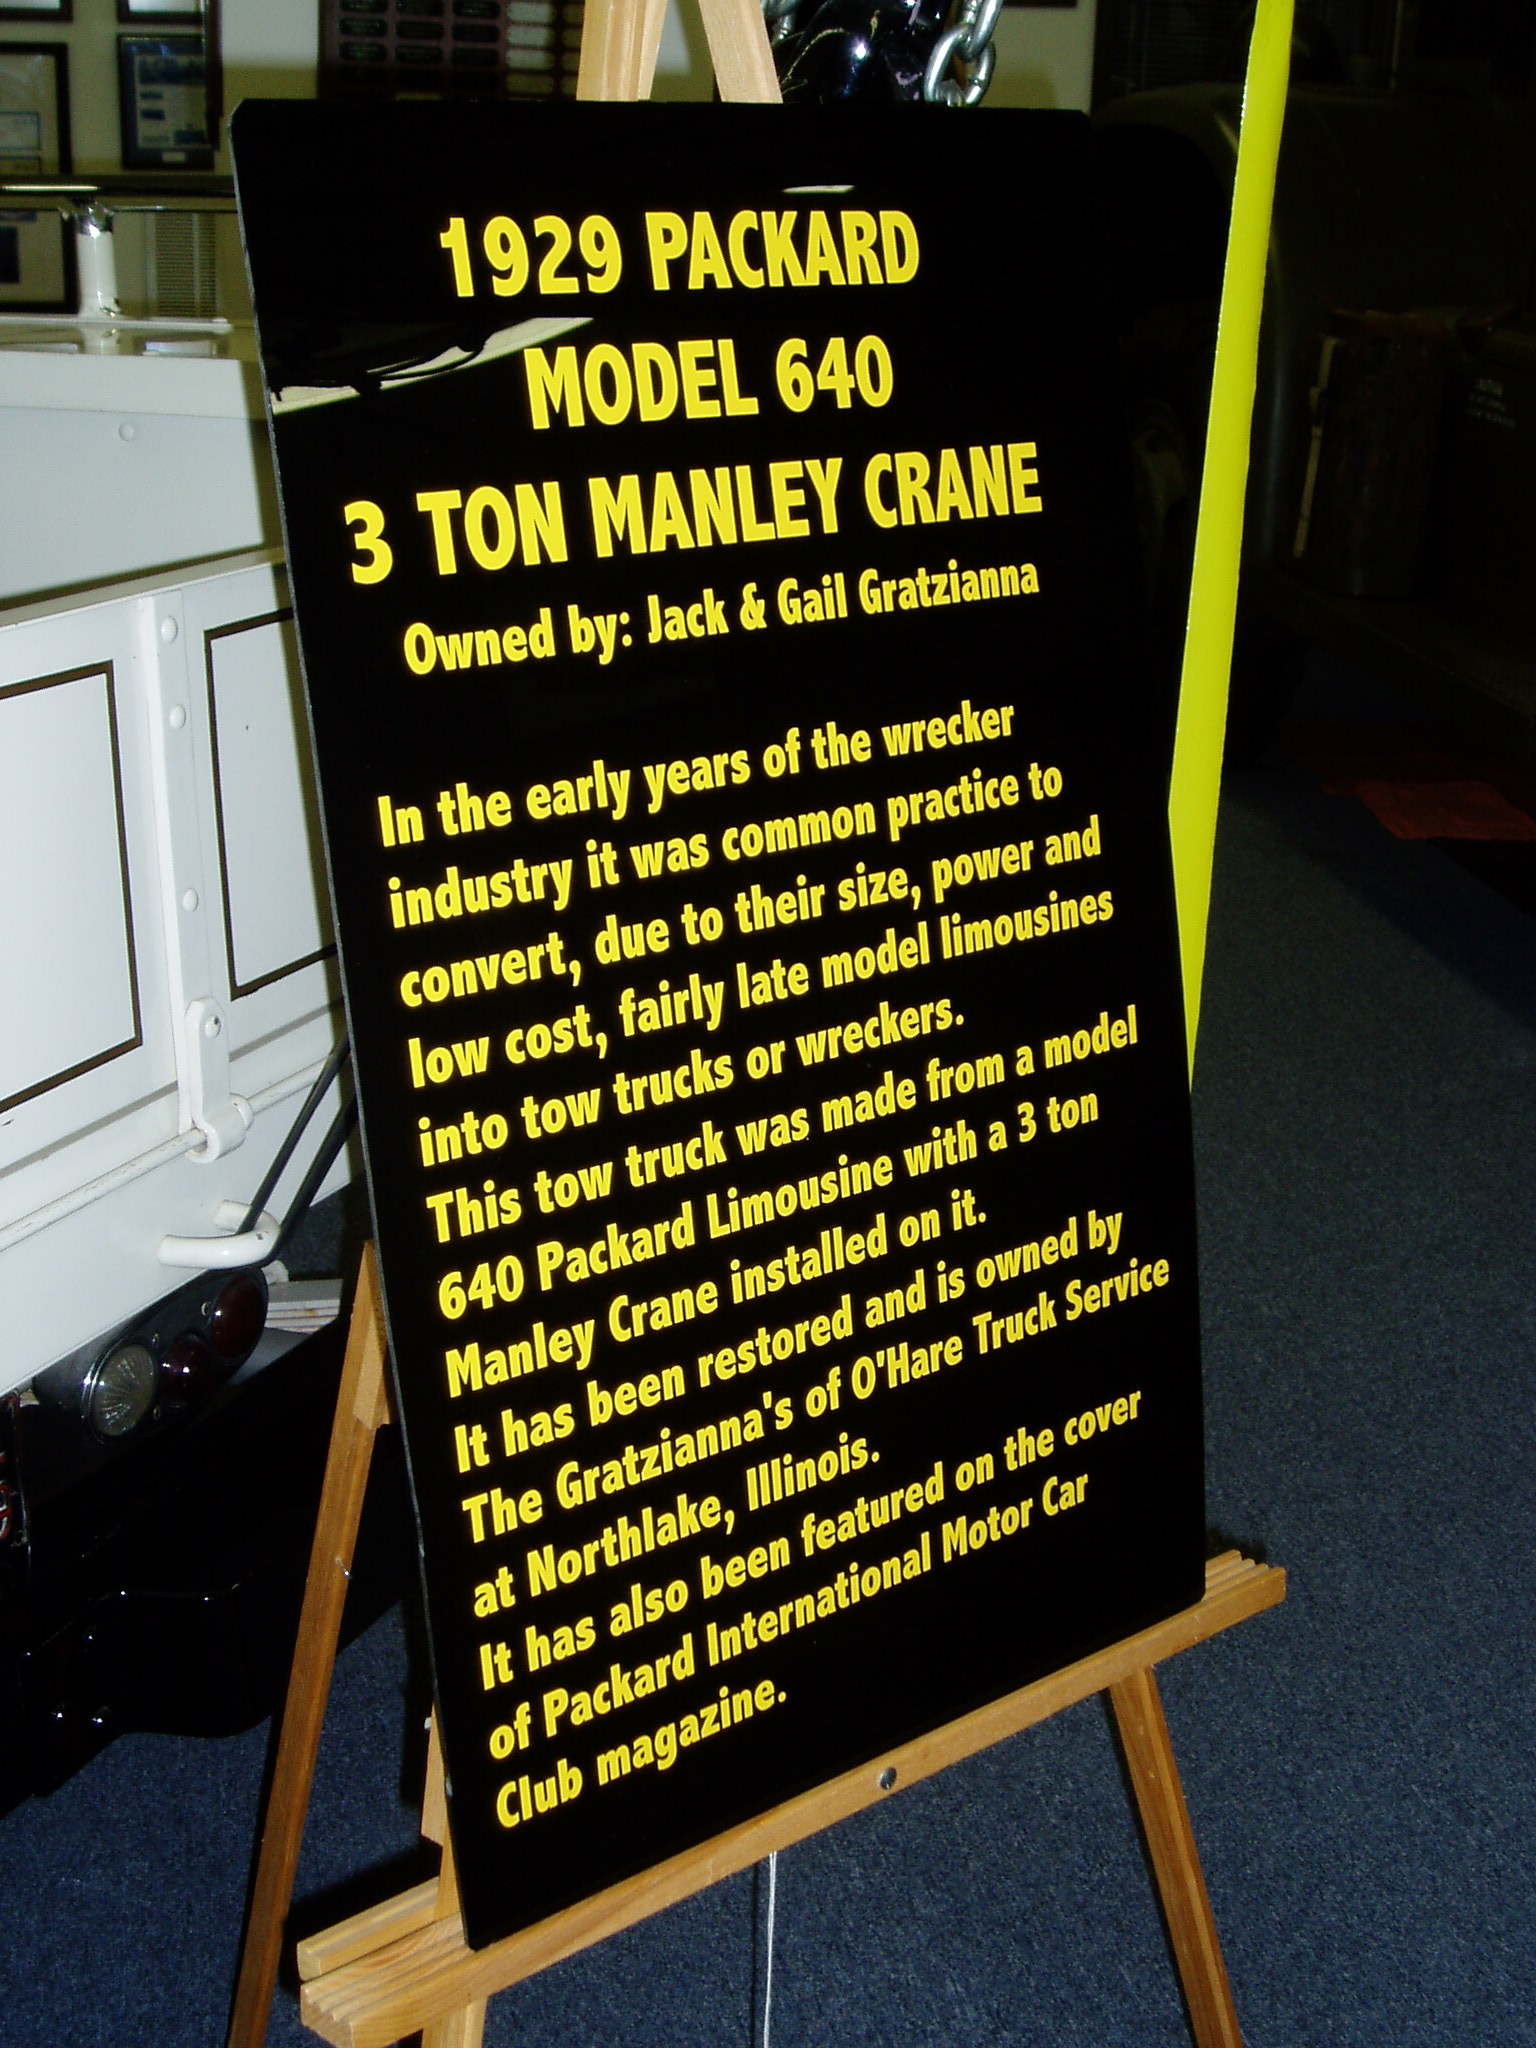 1929 PACKARD
MODEL 640
3 TON MANLEY CRANE
Owned by: Jack & Gail Gratzianna
In the early years of the wrecker
industry it was common practice to
convert, due to their size, power and
low cost, fairly late model limousines
into tow trucks or wreckers.
This tow truck was made from a model
640 Packard Limousine with a 3 ton
Manley Crane installed on it.
It has been restored and is owned by
The Gratzianna's of O'Hare Truck Service
at Northlake, Illinois.
It has also been featured on the cover
of Packard International Motor Car
Club magazine.